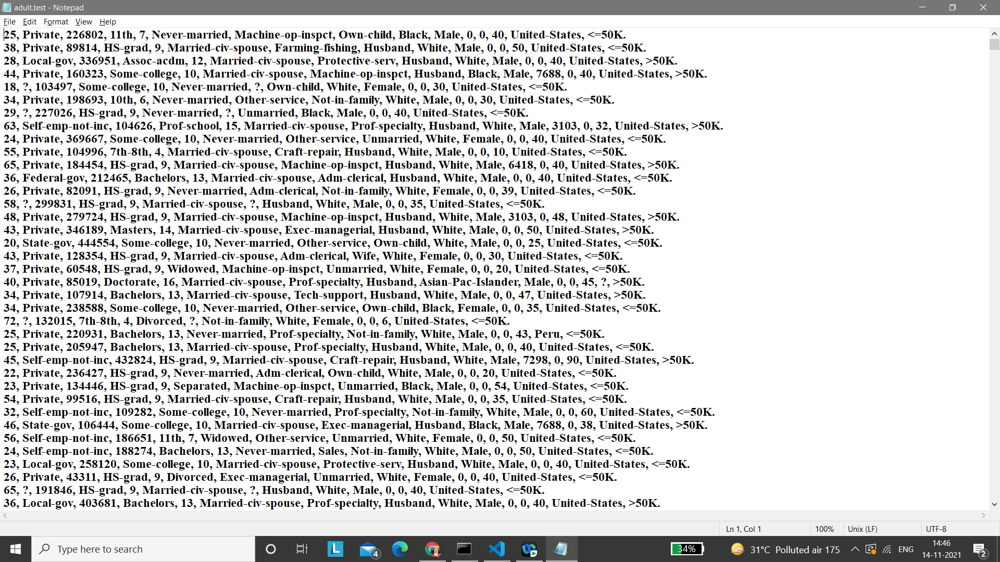 adult.test - Notepad
File Edit Format View Help
25, Private, 226802, 11th, 7, Never-married, Machine-op-inspct, Own-child, Black, Male, 0, 0, 40, United-States, <=50K.
38, Private, 89814, HS-grad, 9, Married-civ-spouse, Farming-fishing, Husband, White, Male, 0, 0, 50, United-States, <=50K.
28, Local-gov, 336951, Assoc-acdm, 12, Married-civ-spouse, Protective-serv, Husband, White, Male, 0, 0, 40, United-States, >50K.
44, Private, 160323, Some-college, 10, Married-civ-spouse, Machine-op-inspct, Husband, Black, Male, 7688, 0, 40, United-States, >50K.
18, ?, 103497, Some-college, 10, Never-married, ?, Own-child, White, Female, 0, 0, 30, United-States, <=50K.
34, Private, 198693, 10th, 6, Never-married, Other-service, Not-in-family, White, Male, 0, 0, 30, United-States, <=50K.
29, ?, 227026, HS-grad, 9, Never-married, ?, Unmarried, Black, Male, 0, 0, 40, United-States, <=50K.
63, Self-emp-not-inc, 104626, Prof-school, 15, Married-civ-spouse, Prof-specialty, Husband, White, Male, 3103, 0, 32, United-States, >50K.
24, Private, 369667, Some-college, 10, Never-married, Other-service, Unmarried, White, Female, 0, 0, 40, United-States, <=50K.
55, Private, 104996, 7th-8th, 4, Married-civ-spouse, Craft-repair, Husband, White, Male, 0, 0, 10, United-States, <=50K.
65, Private, 184454, HS-grad, 9, Married-civ-spouse, Machine-op-inspct, Husband, White, Male, 6418, 0, 40, United-States, >50K.
36, Federal-gov, 212465, Bachelors, 13, Married-civ-spouse, Adm-clerical, Husband, White, Male, 0, 0, 40, United-States, <=50K.
26, Private, 82091, HS-grad, 9, Never-married, Adm-clerical, Not-in-family, White, Female, 0, 0, 39, United-States, <=50K.
58, ?, 299831, HS-grad, 9, Married-civ-spouse, ?, Husband, White, Male, 0, 0, 35, United-States, <=50K.
48, Private, 279724, HS-grad, 9, Married-civ-spouse, Machine-op-inspct, Husband, White, Male, 3103, 0, 48, United-States, >50K.
43, Private, 346189, Masters, 14, Married-civ-spouse, Exec-managerial, Husband, White, Male, 0, 0, 50, United-States, >50K.
20, State-gov, 444554, Some-college, 10, Never-married, Other-service, Own-child, White, Male, 0, 0, 25, United-States, <=50K.
43, Private, 128354, HS-grad, 9, Married-civ-spouse, Adm-clerical, Wife, White, Female, 0, 0, 30, United-States, <=50K.
37, Private, 60548, HS-grad, 9, Widowed, Machine-op-inspct, Unmarried, White, Female, 0, 0, 20, United-States, <=50K.
40, Private, 85019, Doctorate, 16, Married-civ-spouse, Prof-specialty, Husband, Asian-Pac-Islander, Male, 0, 0, 45, ?, >50K.
34, Private, 107914, Bachelors, 13, Married-civ-spouse, Tech-support, Husband, White, Male, 0, 0, 47, United-States, >50K.
34, Private, 238588, Some-college, 10, Never-married, Other-service, Own-child, Black, Female, 0, 0, 35, United-States, <=50K.
72, ?, 132015, 7th-8th, 4, Divorced, ?, Not-in-family, White, Female, 0, 0, 6, United-States, <=50K.
25, Private, 220931, Bachelors, 13, Never-married, Prof-specialty, Not-in-family, White, Male, 0, 0, 43, Peru, <=50K.
25, Private, 205947, Bachelors, 13, Married-civ-spouse, Prof-specialty, Husband, White, Male, 0, 0, 40, United-States, <=50K.
45, Self-emp-not-inc, 432824, HS-grad, 9, Married-civ-spouse, Craft-repair, Husband, White, Male, 7298, 0, 90, United-States, >50K.
22, Private, 236427, HS-grad, 9, Never-married, Adm-clerical, Own-child, White, Male, 0, 0, 20, United-States, <=50K.
23, Private, 134446, HS-grad, 9, Separated, Machine-op-inspct, Unmarried, Black, Male, 0, 0, 54, United-States, <=50K.
54, Private, 99516, HS-grad, 9, Married-civ-spouse, Craft-repair, Husband, White, Male, 0, 0, 35, United-States, <=50K.
32, Self-emp-not-inc, 109282, Some-college, 10, Never-married, Prof-specialty, Not-in-family, White, Male, 0, 0, 60, United-States, <=50K.
46, State-gov, 106444, Some-college, 10, Married-civ-spouse, Exec-managerial, Husband, Black, Male, 7688, 0, 38, United-States, >50K.
56, Self-emp-not-inc, 186651, 11th, 7, Widowed, Other-service, Unmarried, White, Female, 0, 0, 50, United-States, <=50K.
24, Self-emp-not-inc, 188274, Bachelors, 13, Never-married, Sales, Not-in-family, White, Male, 0, 0, 50, United-States, <=50K.
23, Local-gov, 258120, Some-college, 10, Married-civ-spouse, Protective-serv, Husband, White, Male, 0, 0, 40, United-States, <=50K.
26, Private, 43311, HS-grad, 9, Divorced, Exec-managerial, Unmarried, White, Female, 0, 0, 40, United-States, <=50K.
65, ?, 191846, HS-grad, 9, Married-civ-spouse, ?, Husband, White, Male, 0, 0, 40, United-States, <=50K.
36, Local-gov, 403681, Bachelors, 13, Married-civ-spouse, Prof-specialty, Husband, White, Male, 0, 0, 40, United-States, >50K.
Ln 1, Col 1 100% Unix (LF) UTF-8
Type here to search L 4 34% 31°C Polluted air 175 ENG 14:46
14-11-2021 2